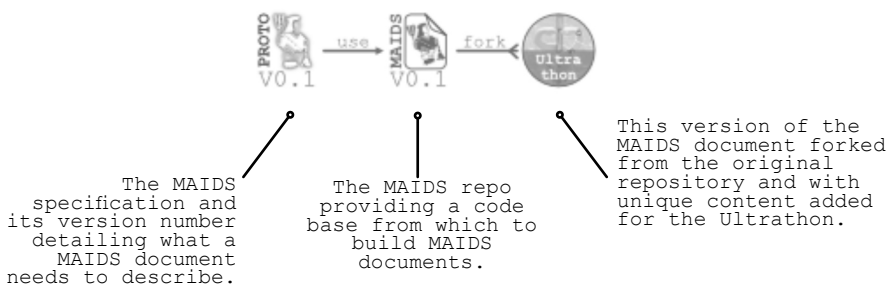 PROTO
V0.1
use
MAIDS
V0.1
fork
Ultra
thon
The MAIDS
specification and
its version number
detailing what a
MAIDS document
needs to describe.
The MAIDS repo
providing a code
base from which to
build MAIDS
documents.
This version of the
MAIDS document forked
from the original
repository and with
unique content added
for the Ultrathon.